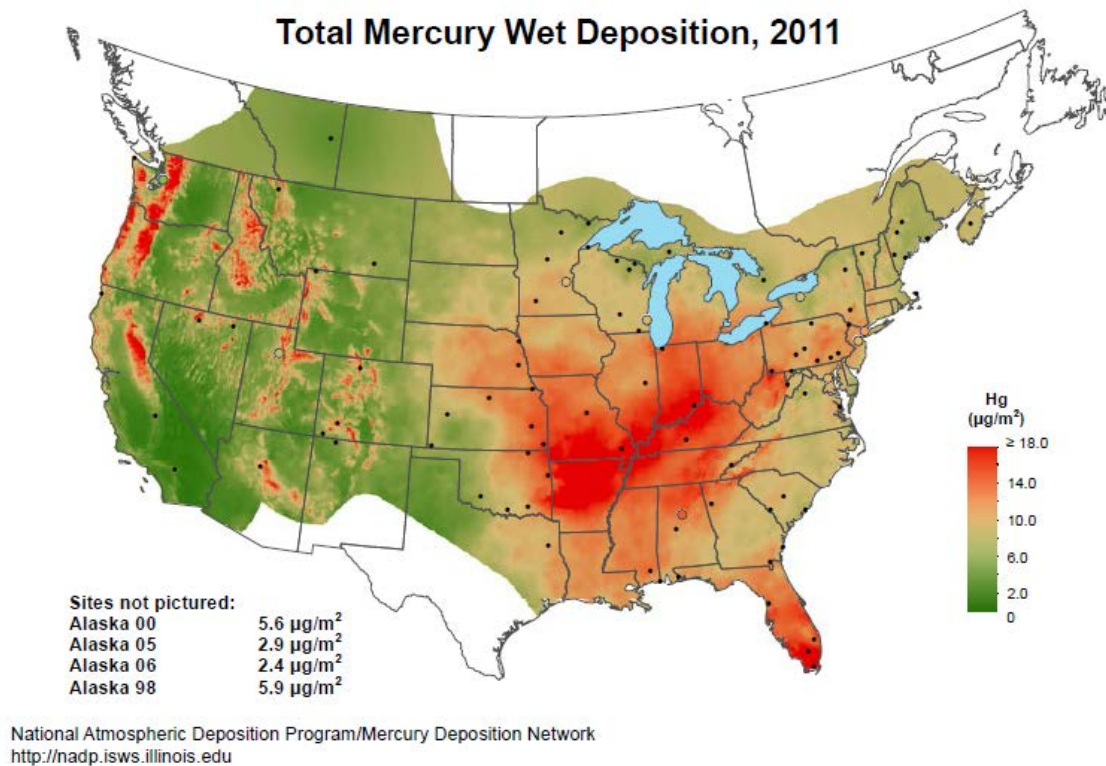 Total Mercury Wet Deposition, 2011
Hg
(µg/m²)
≥ 18.0
14.0
10.0
6.0
2.0
0
Sites not pictured:
Alaska 00 5.6 µg/m²
Alaska 05 2.9 µg/m²
Alaska 06 2.4 µg/m²
Alaska 98 5.9 µg/m²
National Atmospheric Deposition Program/Mercury Deposition Network
http://nadp.isws.illinois.edu